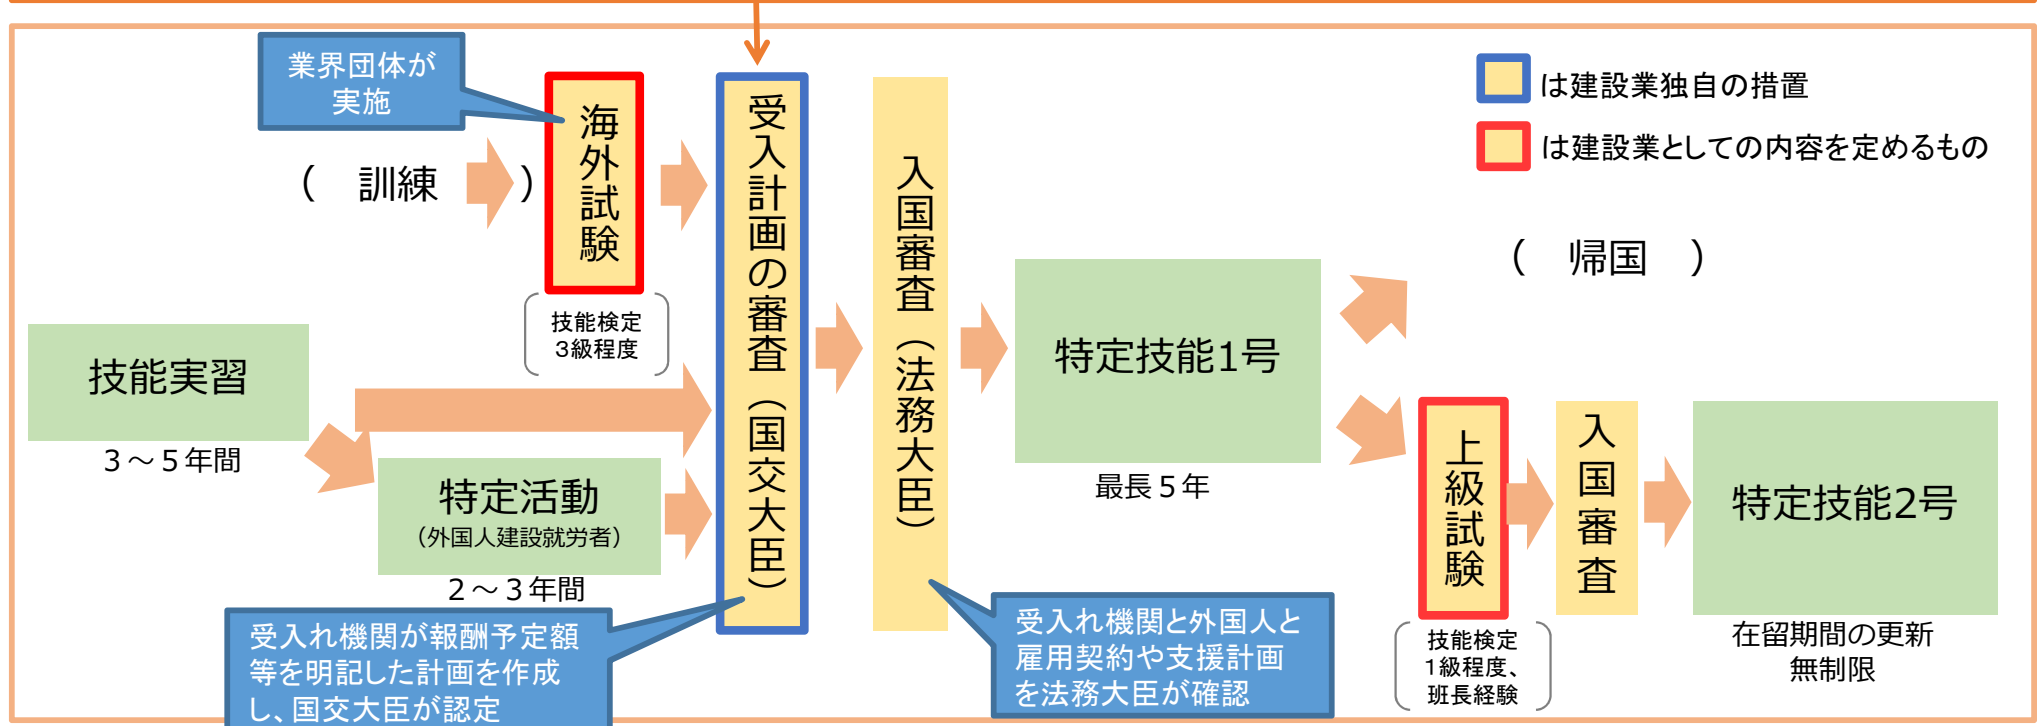 業界団体が
実施
は建設業独自の措置
は建設業としての内容を定めるもの
( 訓練 )
海外試験
技能検定
3級程度
受入計画の審査(国交大臣)
入国審査(法務大臣)
技能実習
3～5年間
特定活動
(外国人建設就労者)
2～3年間
受入れ機関が報酬予定額
等を明記した計画を作成
し、国交大臣が認定
受入れ機関と外国人と
雇用契約や支援計画
を法務大臣が確認
特定技能1号
最長5年
( 帰国 )
上級試験
技能検定
1級程度、
班長経験
入国審査
特定技能2号
在留期間の更新
無制限